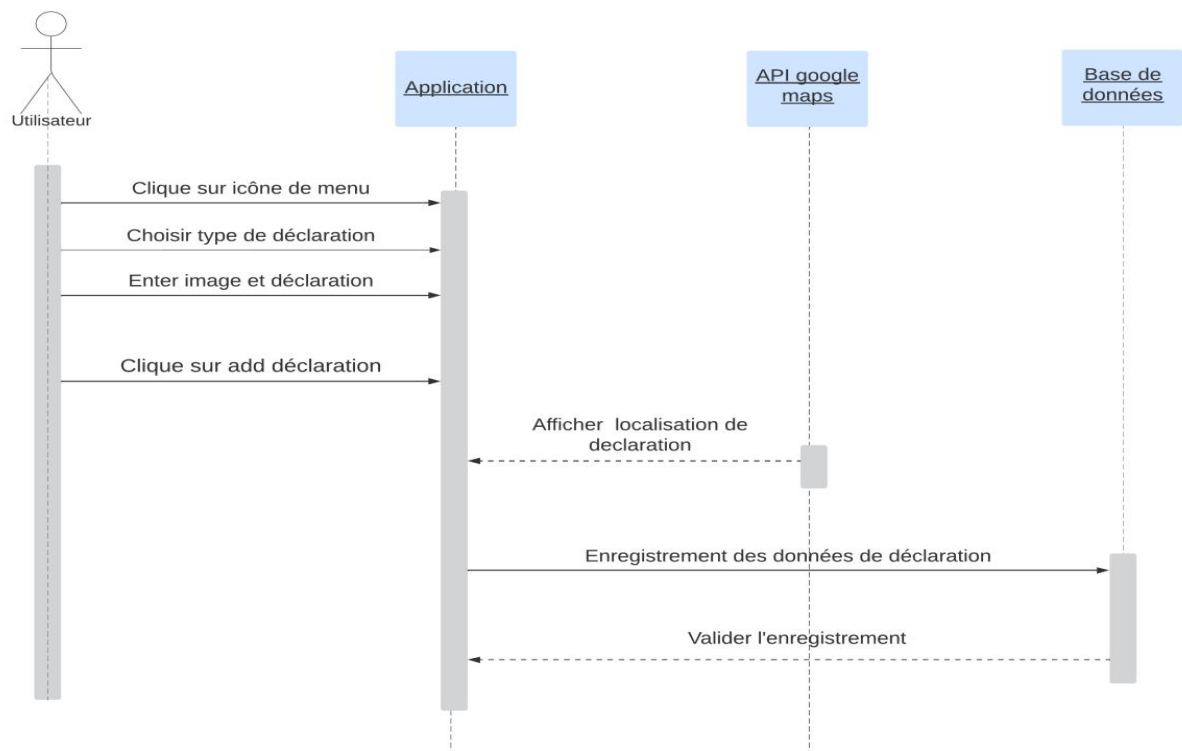 Utilisateur
Application
API google
maps
Base de
données
Clique sur icône de menu
Choisir type de déclaration
Enter image et déclaration
Clique sur add déclaration
Afficher localisation de
declaration
Enregistrement des données de déclaration
Valider l'enregistrement